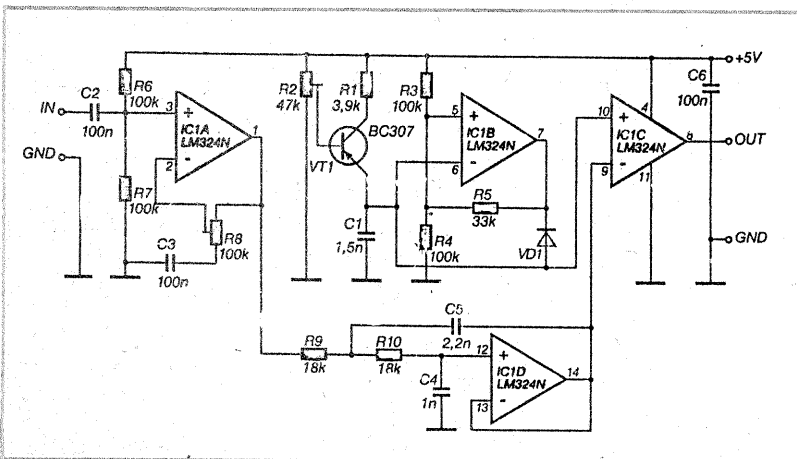 +5V
R6
100k
R2
47k
R1
3,9k
R3
100k
C6
100n
IN
C2
100n
3
+
IC1A
LM324N
1
-
2
BC307
VT1
5
+
IC1B
LM324N
7
-
6
10
+
4
IC1C
LM324N
8
OUT
-
9
11
GND
R7
100k
R8
100k
C3
100n
C1
1,5n
R5
33k
R4
100k
VD1
GND
C5
2,2n
R9
18k
R10
18k
C4
1n
12
+
IC1D
LM324N
14
-
13